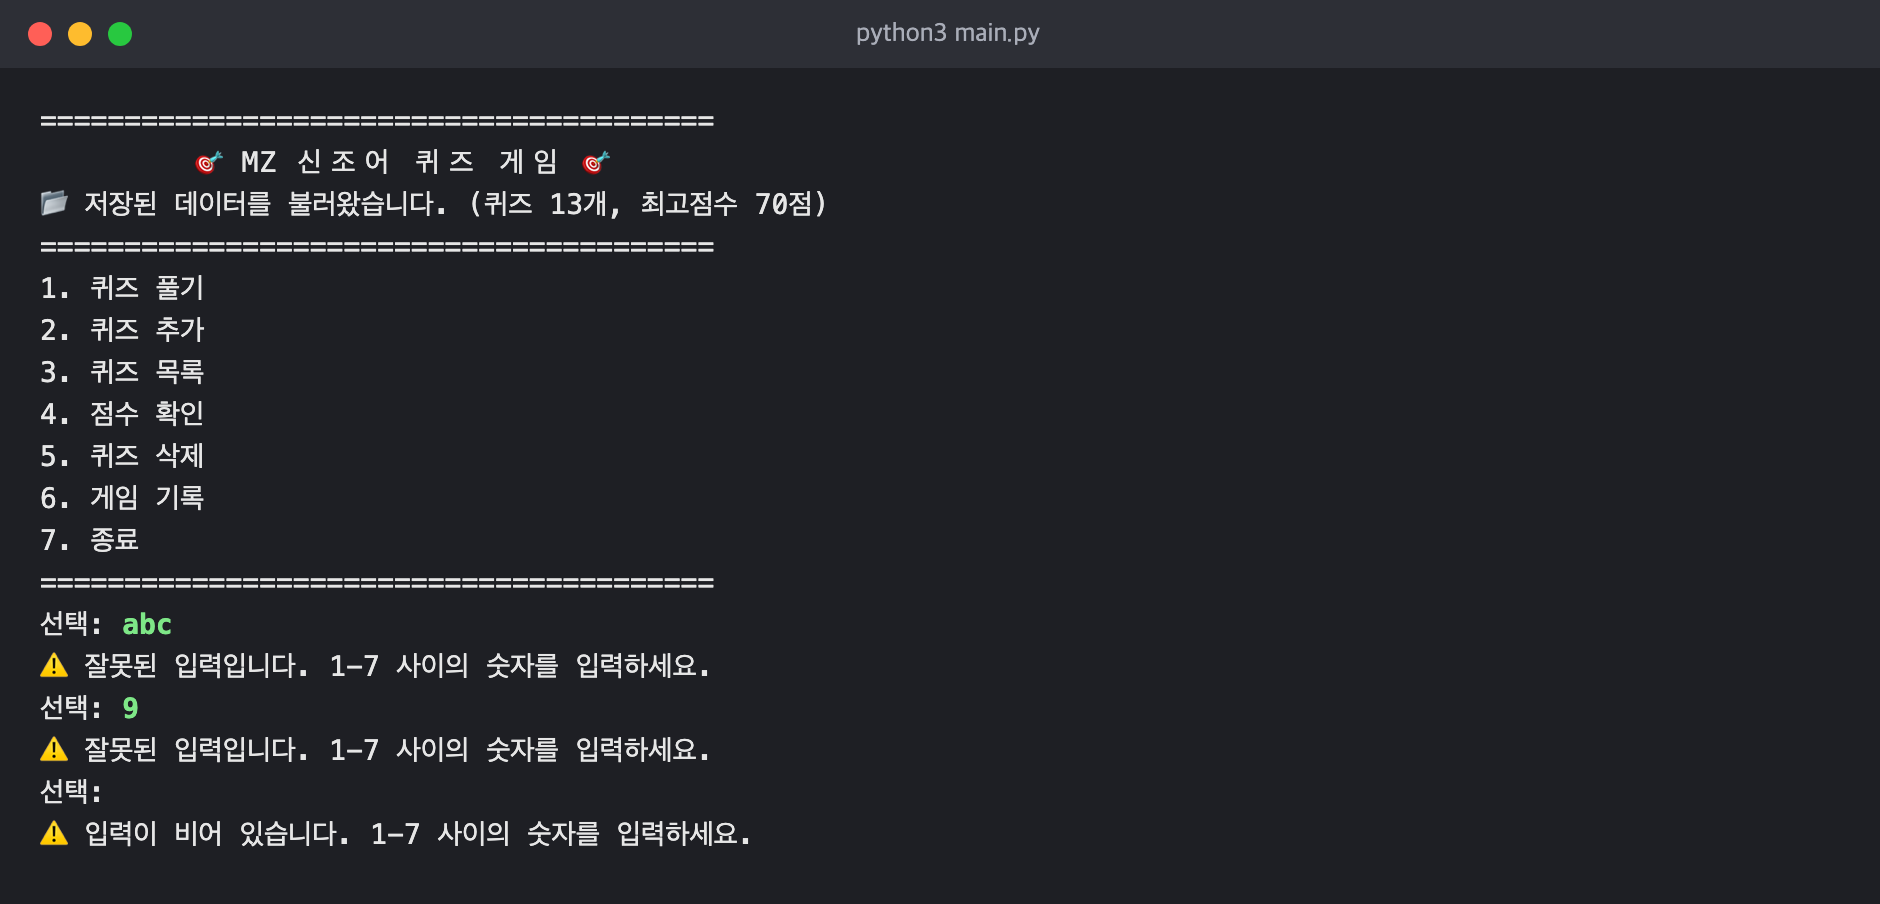 python3 main.py
========================================
🎯 MZ 신조어 퀴즈 게임 🎯
📂 저장된 데이터를 불러왔습니다. (퀴즈 13개, 최고점수 70점)
========================================
1. 퀴즈 풀기
2. 퀴즈 추가
3. 퀴즈 목록
4. 점수 확인
5. 퀴즈 삭제
6. 게임 기록
7. 종료
========================================
선택: abc
⚠️ 잘못된 입력입니다. 1-7 사이의 숫자를 입력하세요.
선택: 9
⚠️ 잘못된 입력입니다. 1-7 사이의 숫자를 입력하세요.
선택:
⚠️ 입력이 비어 있습니다. 1-7 사이의 숫자를 입력하세요.